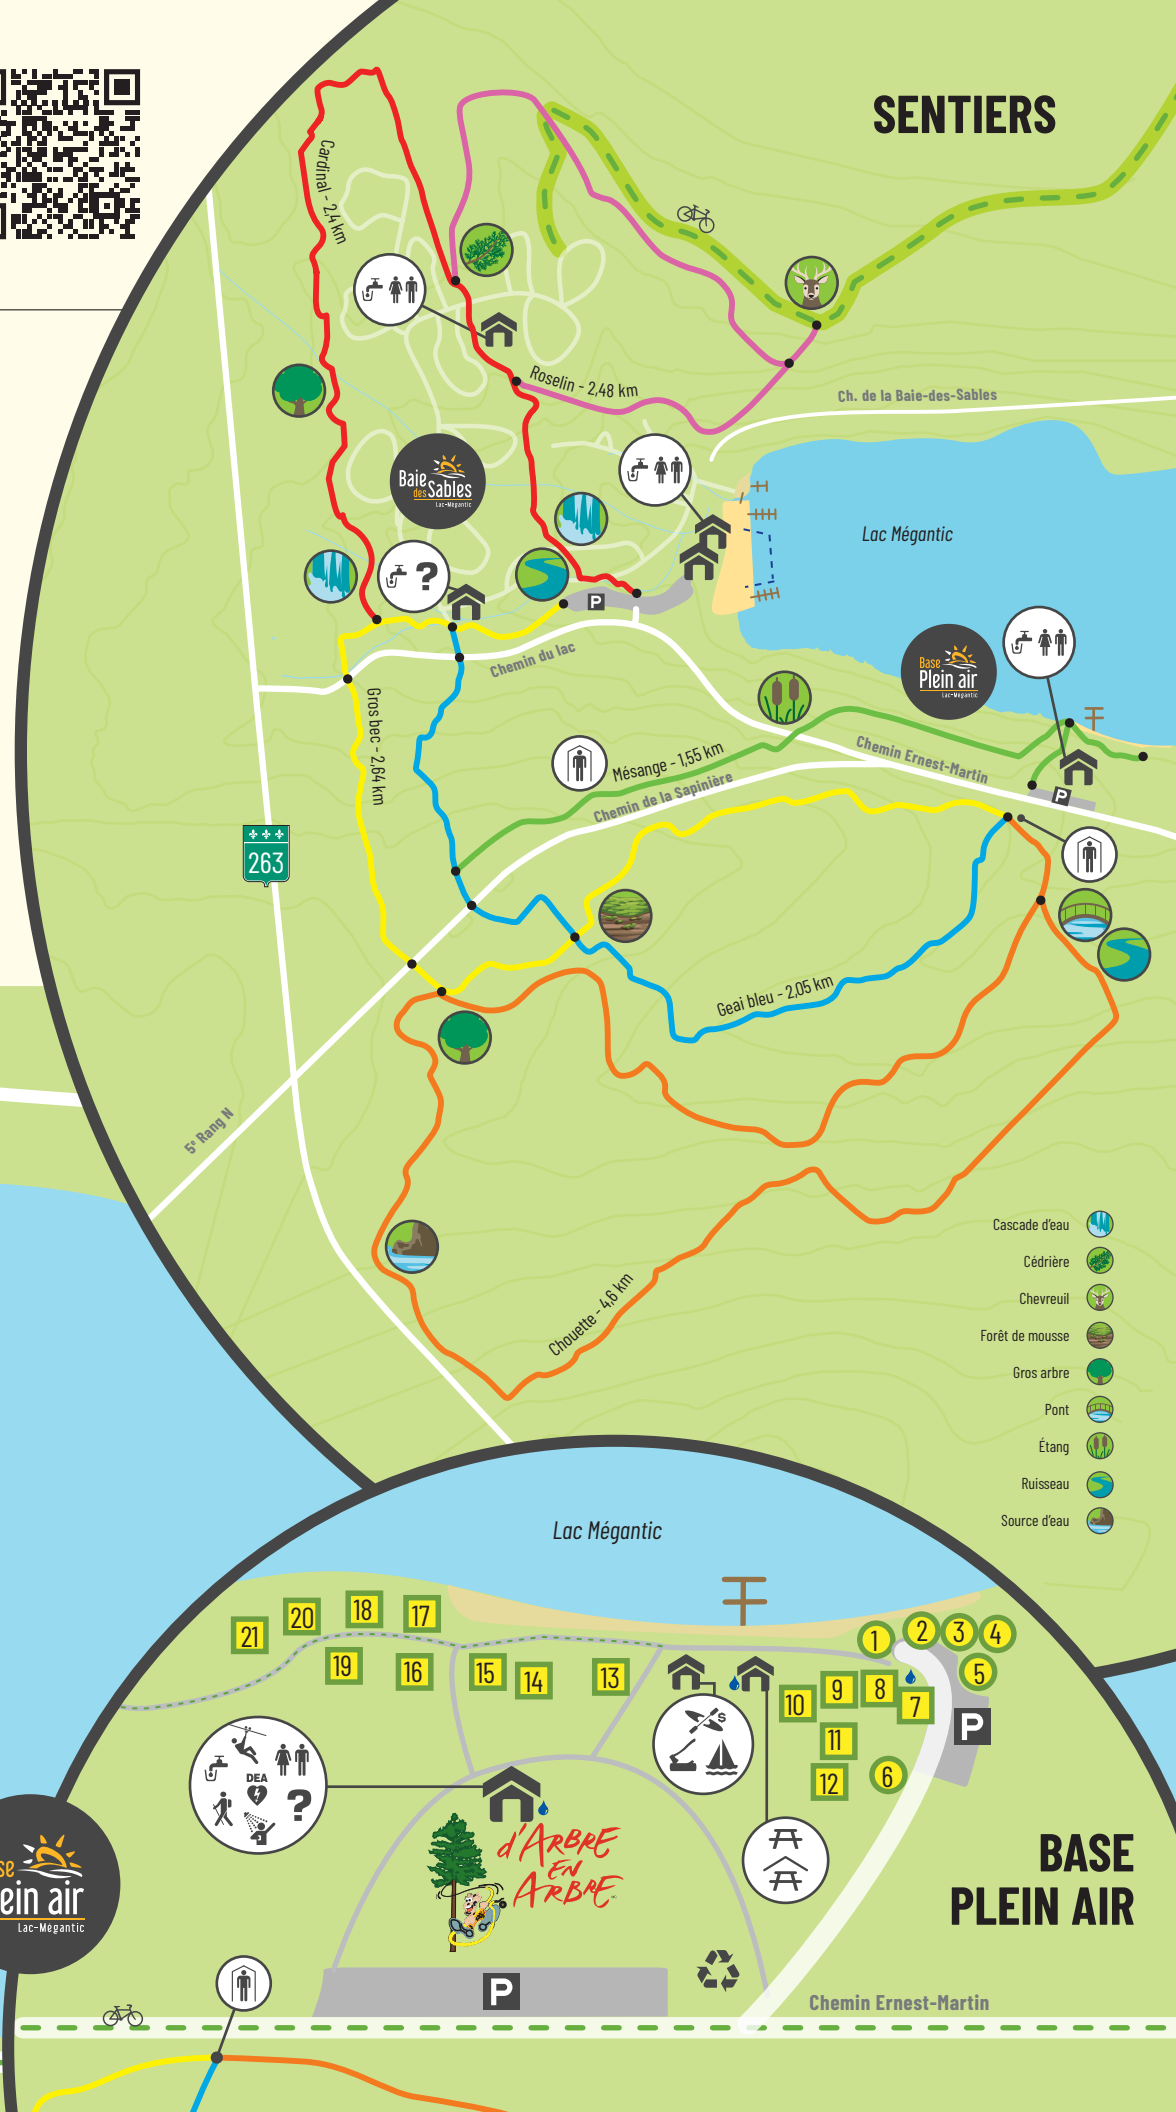 SENTIERS
Cardinal - 2,4 km
Roselin - 2,48 km
Ch. de la Baie-des-Sables
Baie
des Sables
Lac-Mégantic
Lac Mégantic
?
P
Chemin du lac
Base
Plein air
Lac-Mégantic
Gros bec - 2,64 km
Mésange - 1,55 km
Chemin Ernest-Martin
Chemin de la Sapinière
P
263
Geai bleu - 2,05 km
5e Rang N
Chouette - 4,6 km
Cascade d'eau
Cédrière
Chevreuil
Forêt de mousse
Gros arbre
Pont
Étang
Ruisseau
Source d'eau
Lac Mégantic
21
20
18
17
19
16
15
14
13
1
2
3
4
5
10
9
8
7
11
12
6
P
$
DEA
?
d'ARBRE
EN
ARBRE
BASE
PLEIN AIR
se
ein air
Lac-Mégantic
P
Chemin Ernest-Martin